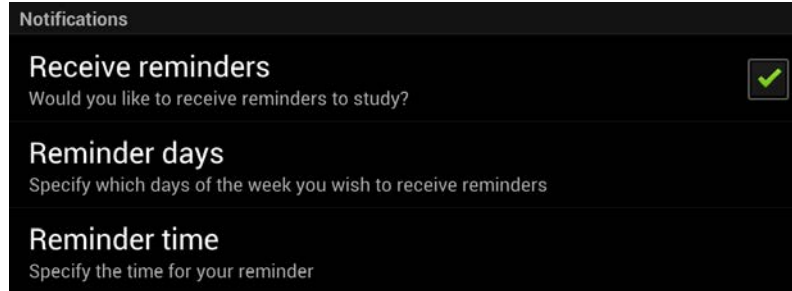 Notifications
Receive reminders
Would you like to receive reminders to study?
Reminder days
Specify which days of the week you wish to receive reminders
Reminder time
Specify the time for your reminder